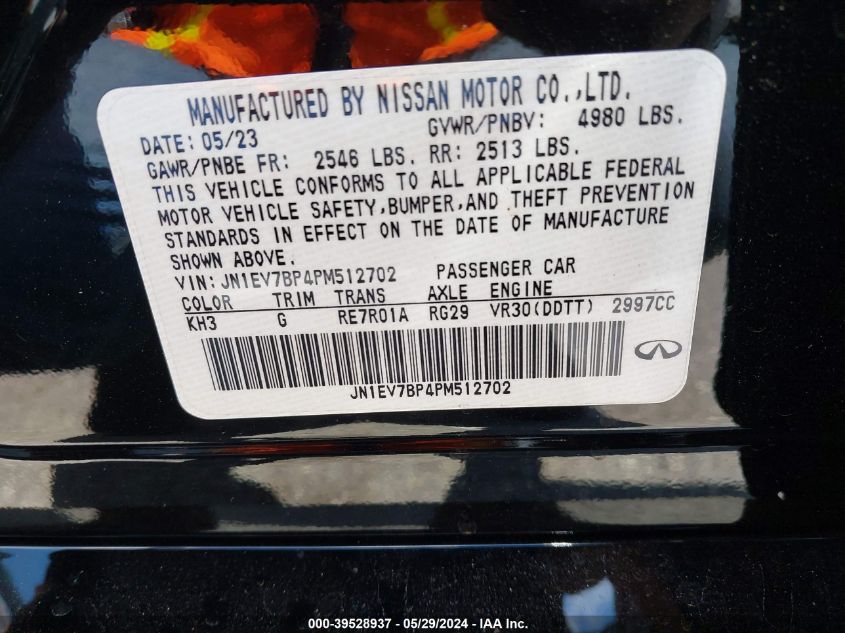 MANUFACTURED BY NISSAN MOTOR CO.,LTD.
DATE: 05/23 GVWR/PNBV: 4980 LBS.
GAWR/PNBE FR: 2546 LBS. RR: 2513 LBS.
THIS VEHICLE CONFORMS TO ALL APPLICABLE FEDERAL
MOTOR VEHICLE SAFETY,BUMPER,AND THEFT PREVENTION
STANDARDS IN EFFECT ON THE DATE OF MANUFACTURE
SHOWN ABOVE.
VIN: JN1EV7BP4PM512702 PASSENGER CAR
COLOR TRIM TRANS AXLE ENGINE
KH3 G RE7R01A RG29 VR30(DDTT) 2997CC
JN1EV7BP4PM512702
000-39528937 - 05/29/2024 - IAA Inc.